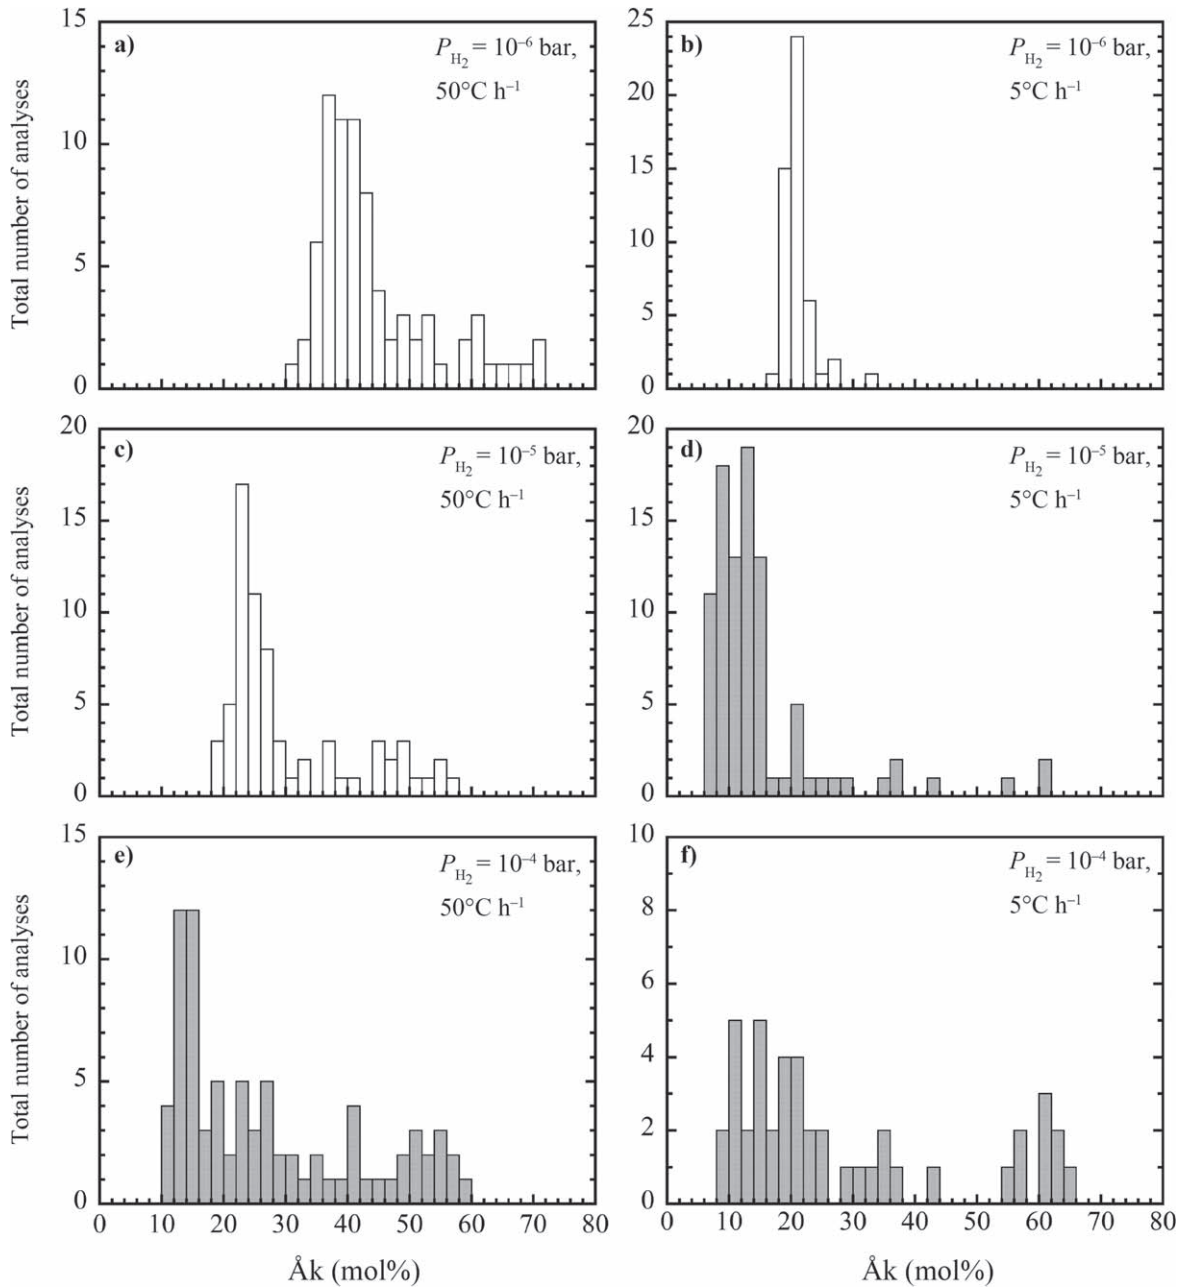 a)
P_H₂ = 10⁻⁶ bar,
50°C h⁻¹
15
10
5
0
Total number of analyses
b)
P_H₂ = 10⁻⁶ bar,
5°C h⁻¹
25
20
15
10
5
0
c)
P_H₂ = 10⁻⁵ bar,
50°C h⁻¹
20
15
10
5
0
Total number of analyses
d)
P_H₂ = 10⁻⁵ bar,
5°C h⁻¹
20
15
10
5
0
e)
P_H₂ = 10⁻⁴ bar,
50°C h⁻¹
15
10
5
0
Total number of analyses
0 10 20 30 40 50 60 70 80
Åk (mol%)
f)
P_H₂ = 10⁻⁴ bar,
5°C h⁻¹
10
8
6
4
2
0
0 10 20 30 40 50 60 70 80
Åk (mol%)